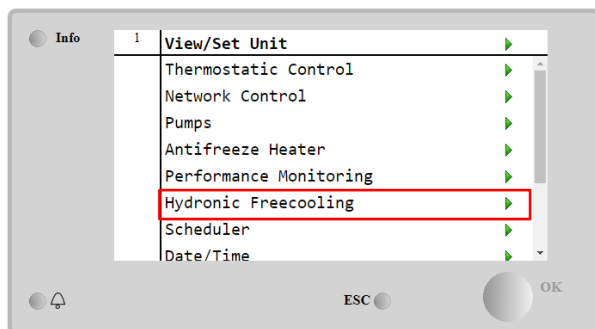 Info
1
View/Set Unit
Thermostatic Control
Network Control
Pumps
Antifreeze Heater
Performance Monitoring
Hydronic Freecooling
Scheduler
Date/Time
ESC
OK